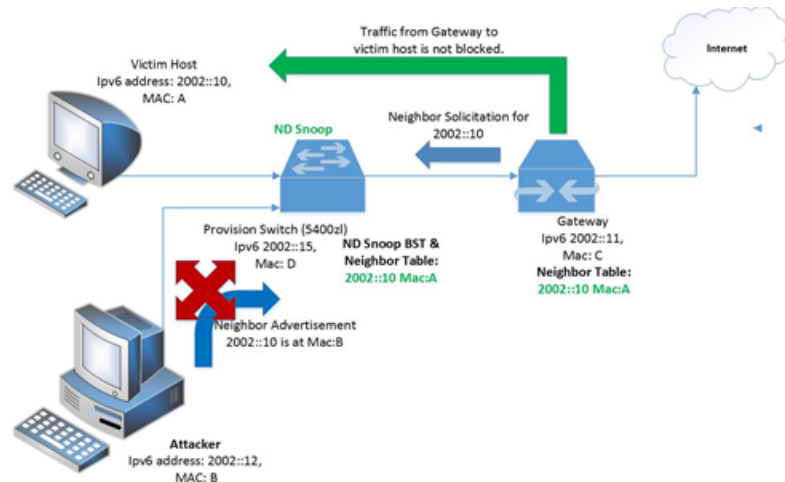 Traffic from Gateway to
victim host is not blocked.
Internet
Victim Host
Ipv6 address: 2002::10,
MAC: A
ND Snoop
Neighbor Solicitation for
2002::10
Provision Switch (5400zl)
Ipv6 2002::15,
Mac: D
ND Snoop BST &
Neighbor Table:
2002::10 Mac:A
Gateway
Ipv6 2002::11,
Mac: C
Neighbor Table:
2002::10 Mac:A
Neighbor Advertisement
2002::10 is at Mac:B
Attacker
Ipv6 address: 2002::12,
MAC: B